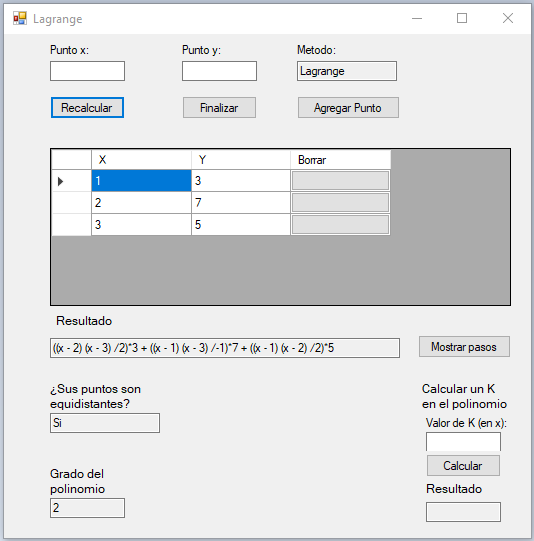 Lagrange
Punto x: Punto y: Metodo:
Lagrange
Recalcular Finalizar Agregar Punto
X Y Borrar
1 3
2 7
3 5
Resultado
((x - 2) (x - 3) /2)*3 + ((x - 1) (x - 3) /-1)*7 + ((x - 1) (x - 2) /2)*5 Mostrar pasos
¿Sus puntos son
equidistantes?
Si
Calcular un K
en el polinomio
Valor de K (en x):
Calcular
Grado del
polinomio
2
Resultado